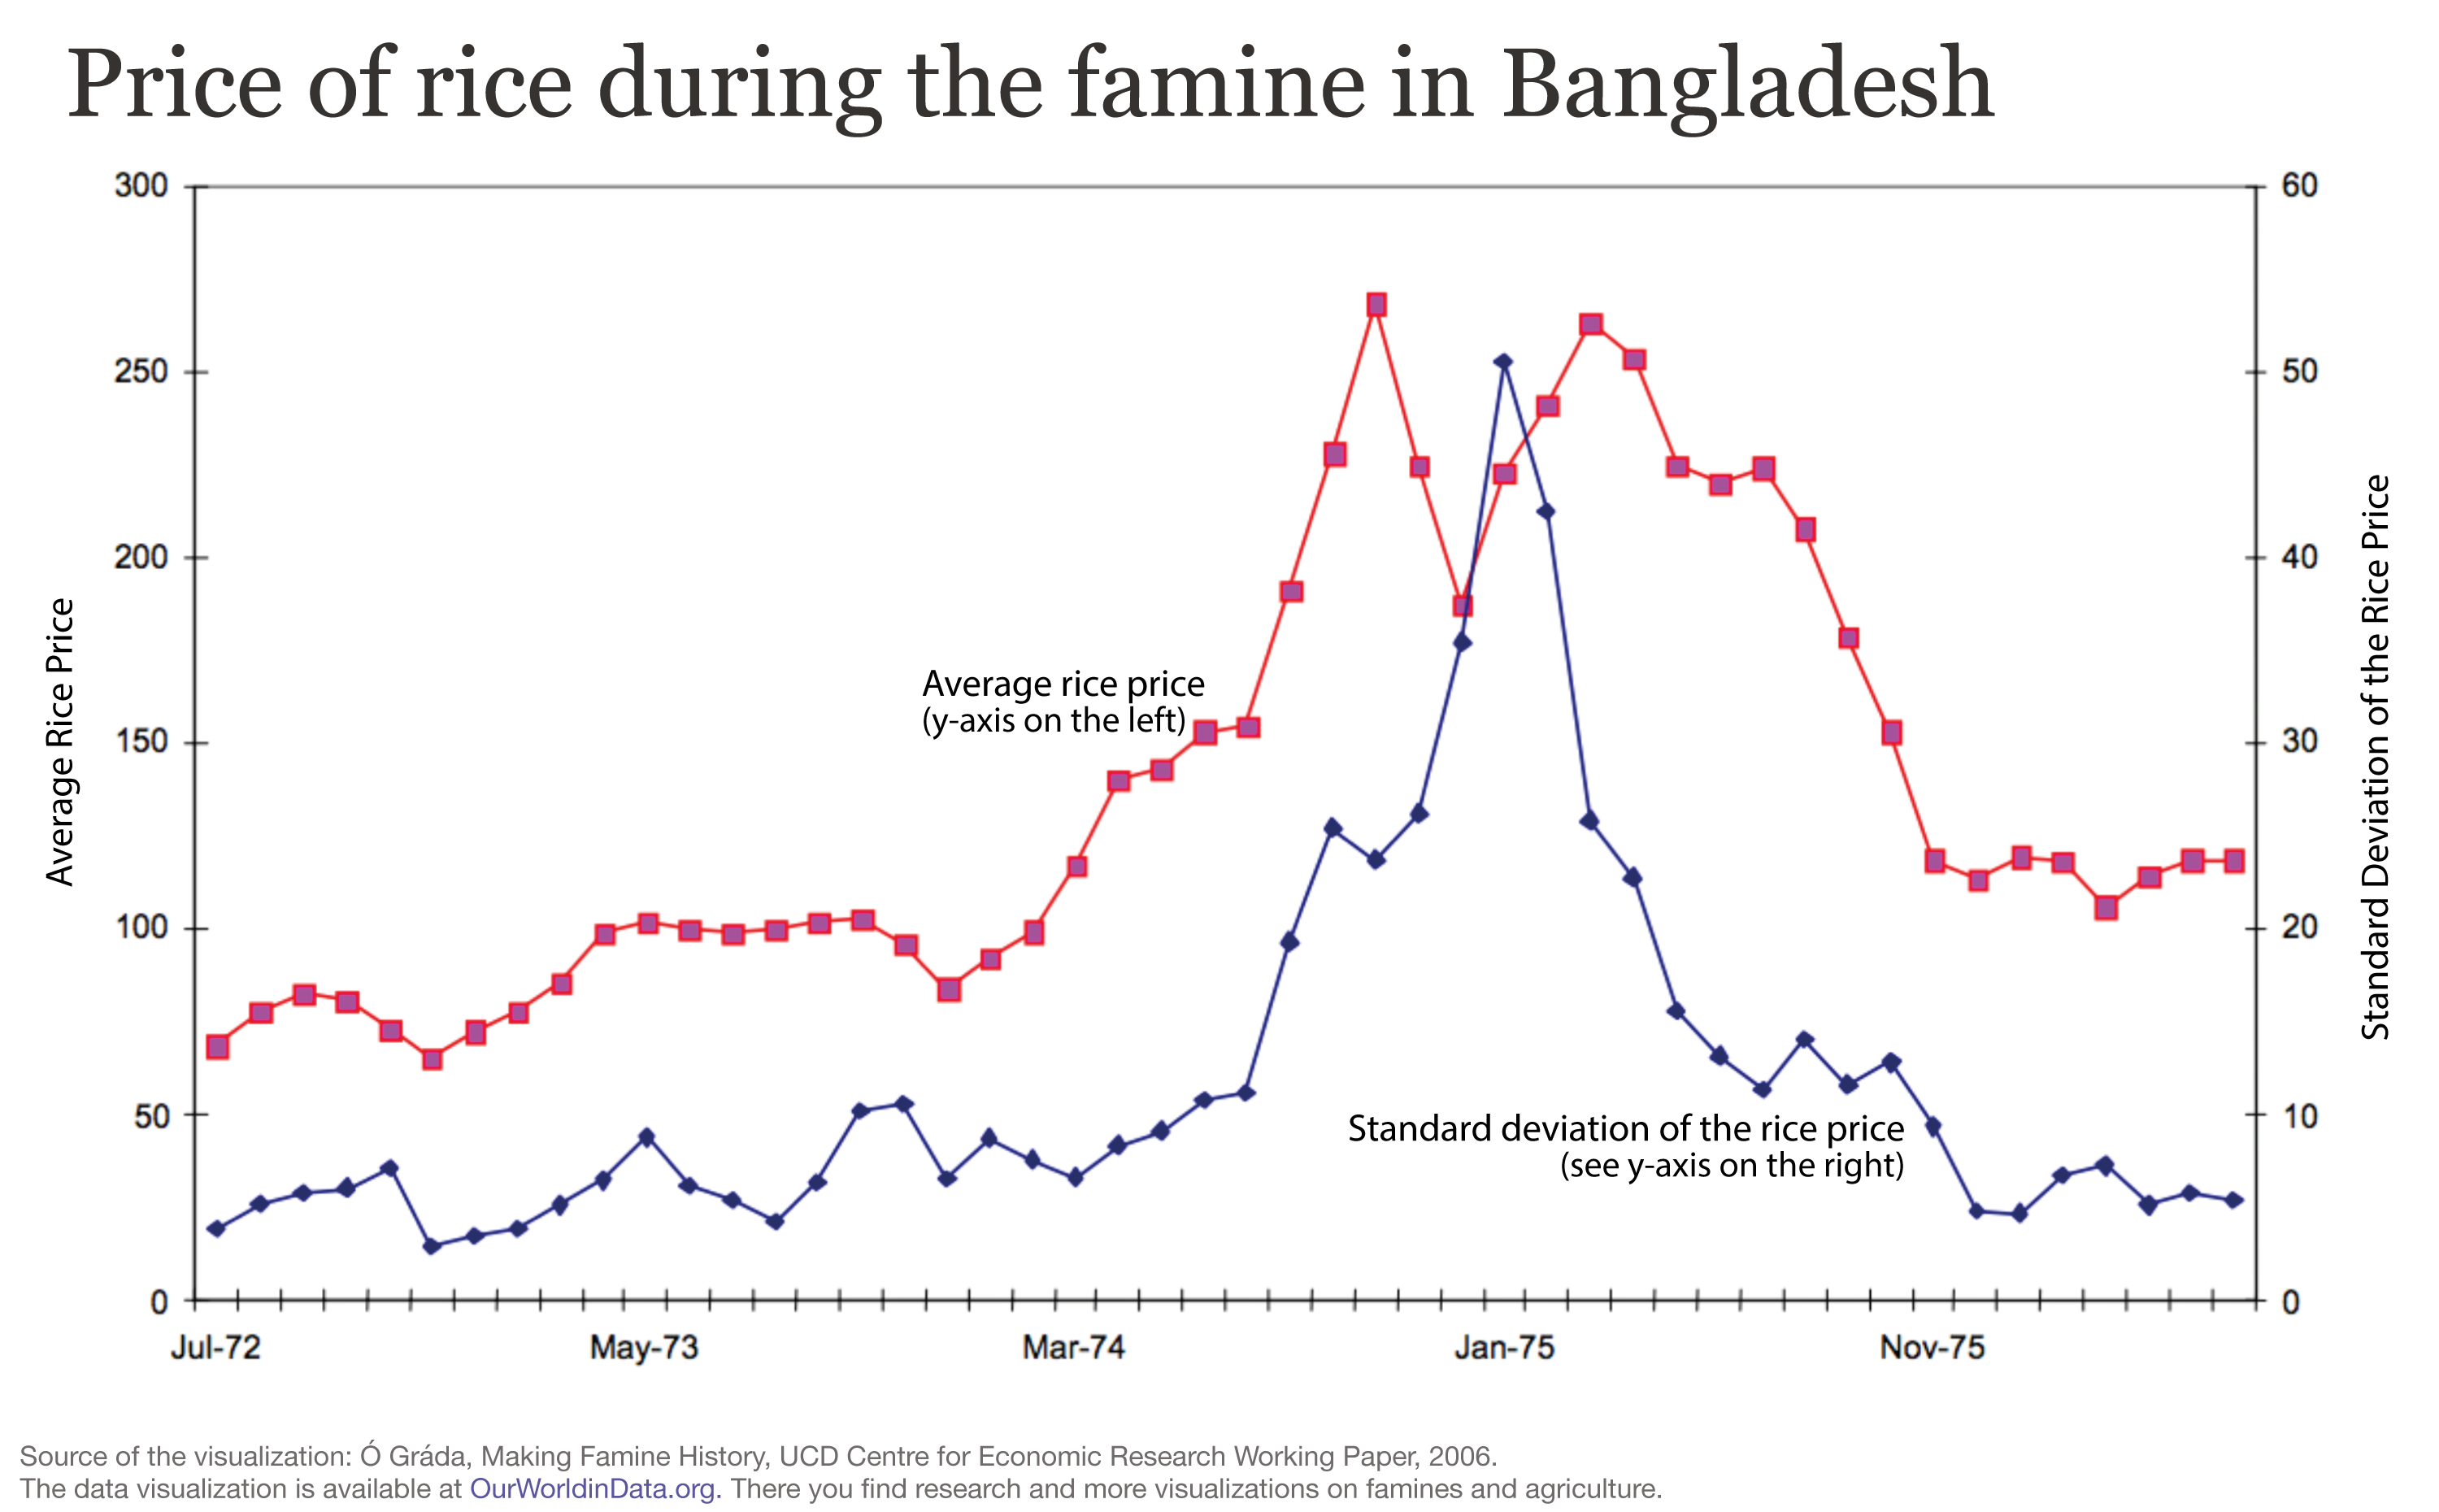 Price of rice during the famine in Bangladesh
300
250
200
150
100
50
0
Average Rice Price
60
50
40
30
20
10
0
Standard Deviation of the Rice Price
Average rice price
(y-axis on the left)
Standard deviation of the rice price
(see y-axis on the right)
Jul-72 May-73 Mar-74 Jan-75 Nov-75
Source of the visualization: Ó Gráda, Making Famine History, UCD Centre for Economic Research Working Paper, 2006.
The data visualization is available at OurWorldinData.org. There you find research and more visualizations on famines and agriculture.